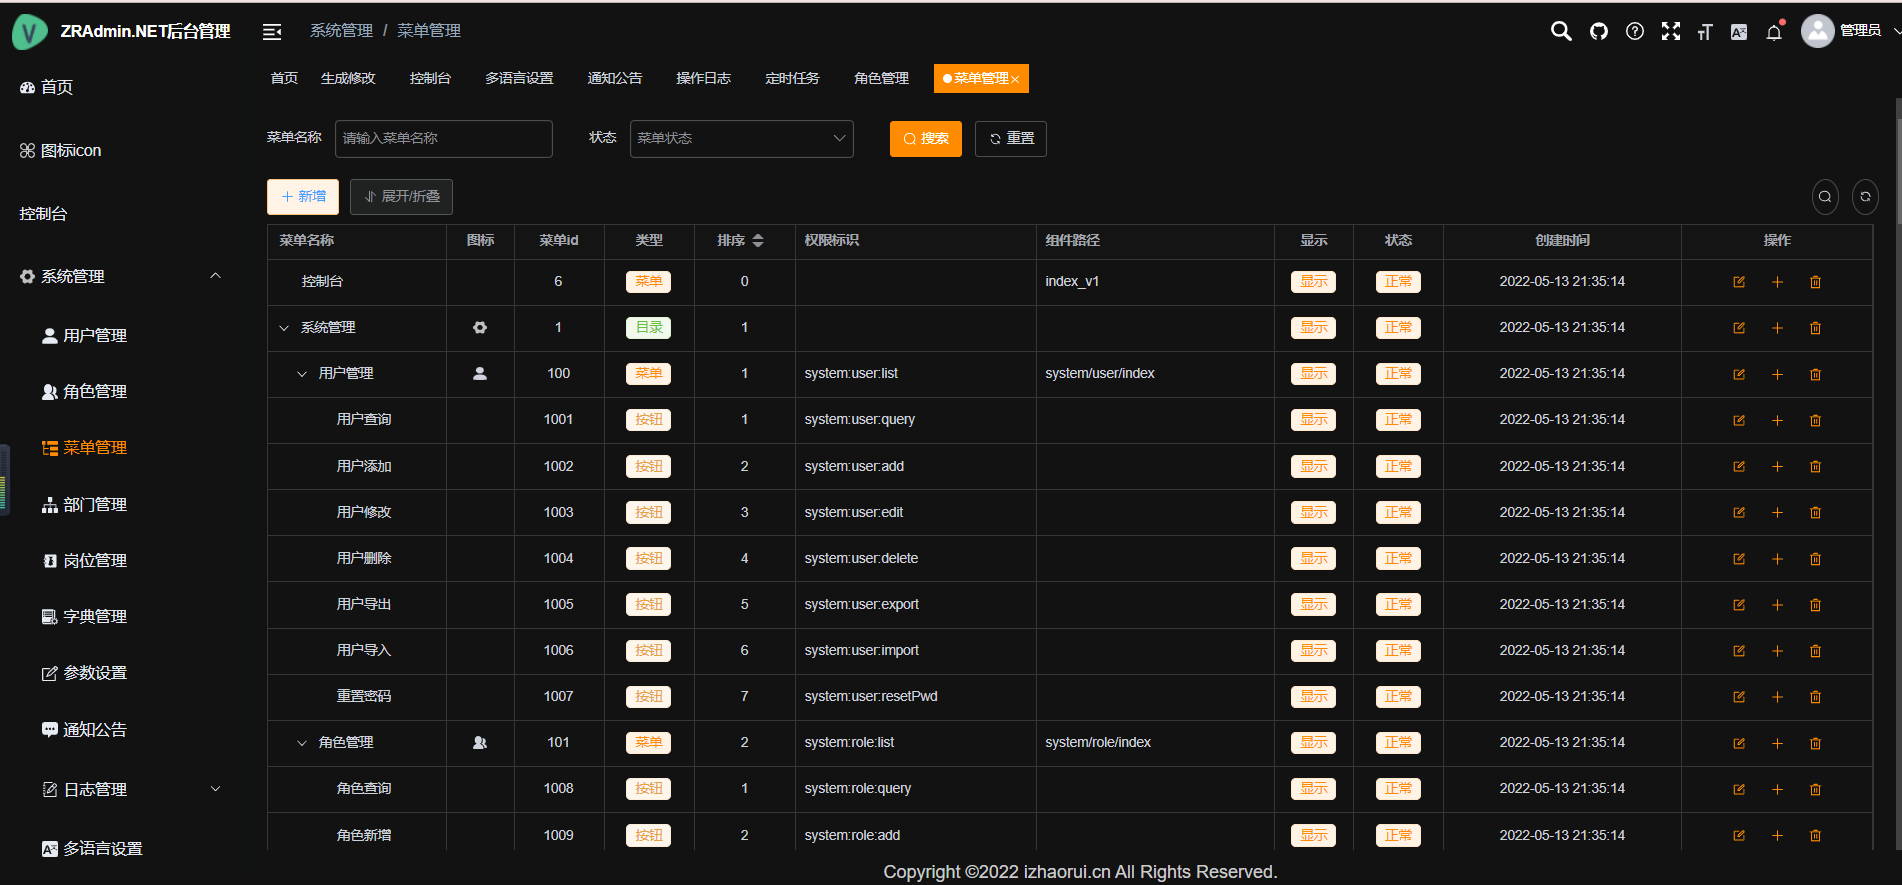 ZRAdmin.NET后台管理
系统管理 / 菜单管理
管理员
首页 生成修改 控制台 多语言设置 通知公告 操作日志 定时任务 角色管理 菜单管理
首页
图标icon
控制台
系统管理
用户管理
角色管理
菜单管理
部门管理
岗位管理
字典管理
参数设置
通知公告
日志管理
多语言设置
菜单名称 请输入菜单名称 状态 菜单状态 搜索 重置
新增 展开/折叠
菜单名称 图标 菜单id 类型 排序 权限标识 组件路径 显示 状态 创建时间 操作
控制台 6 菜单 0 index_v1 显示 正常 2022-05-13 21:35:14
系统管理 1 目录 1 显示 正常 2022-05-13 21:35:14
用户管理 100 菜单 1 system:user:list system/user/index 显示 正常 2022-05-13 21:35:14
用户查询 1001 按钮 1 system:user:query 显示 正常 2022-05-13 21:35:14
用户添加 1002 按钮 2 system:user:add 显示 正常 2022-05-13 21:35:14
用户修改 1003 按钮 3 system:user:edit 显示 正常 2022-05-13 21:35:14
用户删除 1004 按钮 4 system:user:delete 显示 正常 2022-05-13 21:35:14
用户导出 1005 按钮 5 system:user:export 显示 正常 2022-05-13 21:35:14
用户导入 1006 按钮 6 system:user:import 显示 正常 2022-05-13 21:35:14
重置密码 1007 按钮 7 system:user:resetPwd 显示 正常 2022-05-13 21:35:14
角色管理 101 菜单 2 system:role:list system/role/index 显示 正常 2022-05-13 21:35:14
角色查询 1008 按钮 1 system:role:query 显示 正常 2022-05-13 21:35:14
角色新增 1009 按钮 2 system:role:add 显示 正常 2022-05-13 21:35:14
Copyright ©2022 izhaorui.cn All Rights Reserved.